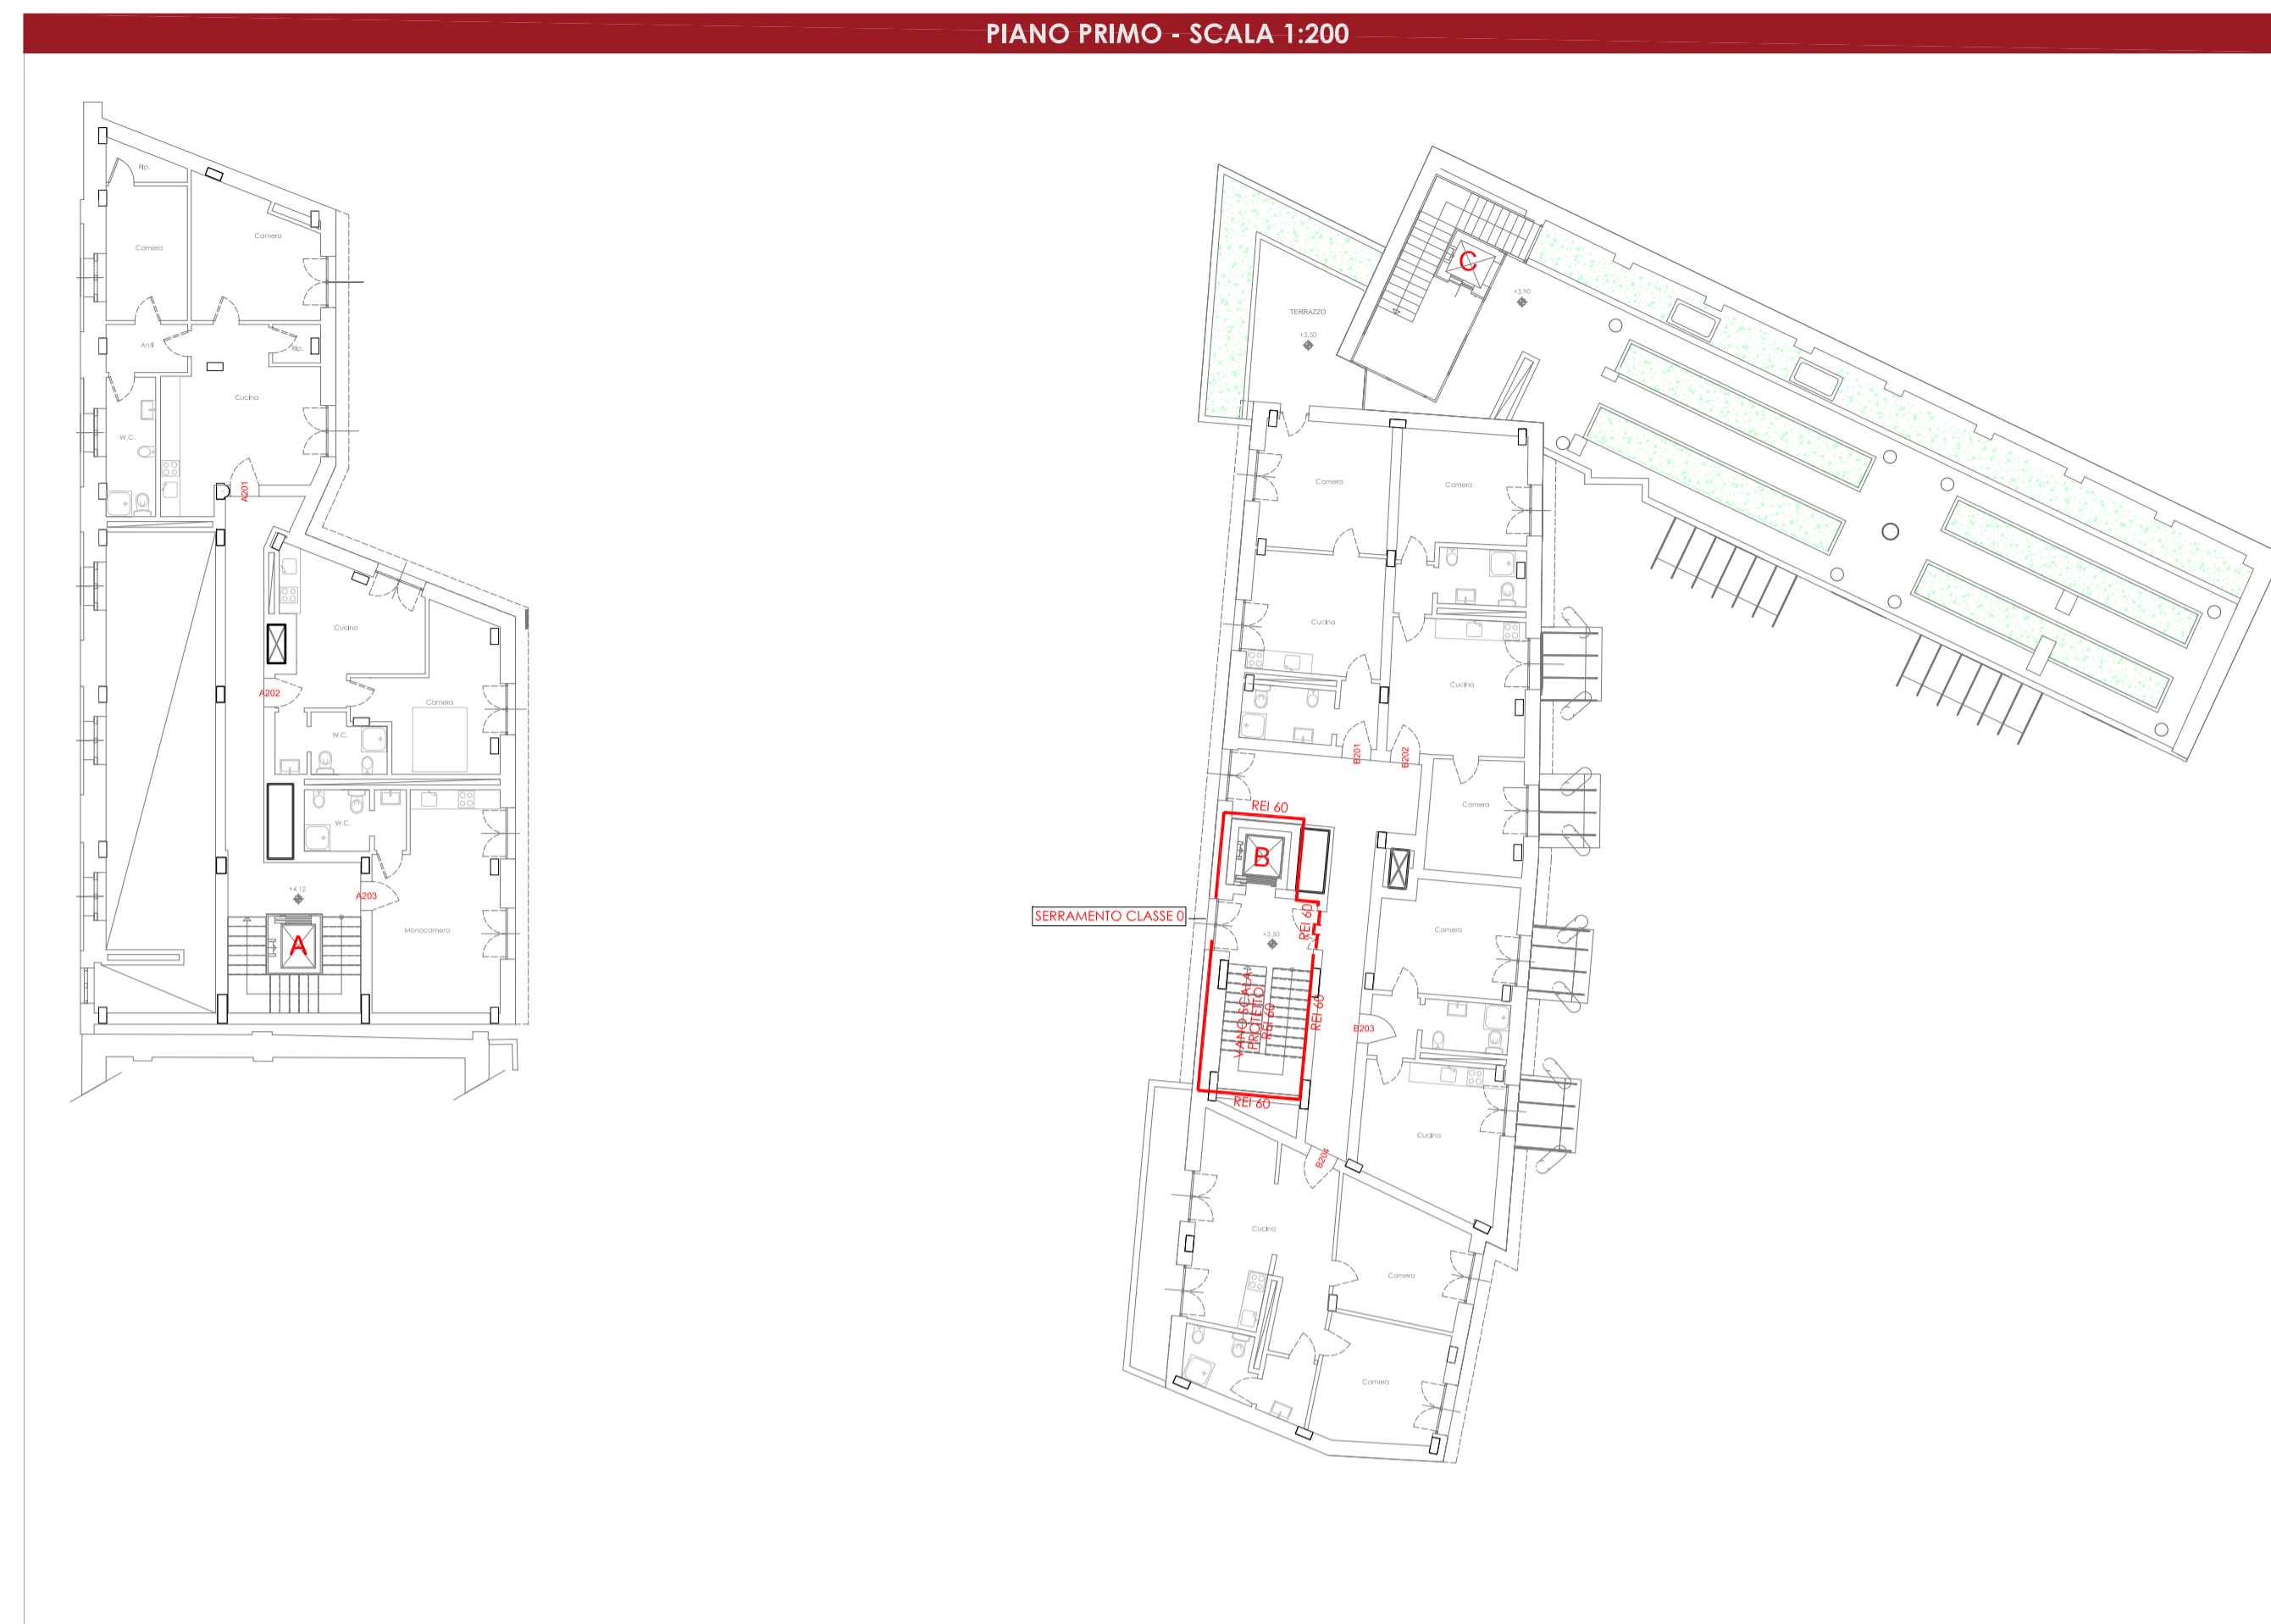 PIANO PRIMO - SCALA 1:200
Rip.
Camera
Camera
Anti
Rip.
Cucina
W.C.
A201
Cucina
A202
Camera
W.C.
W.C.
+4.12
A203
Monocamera
A
C
+3.90
TERRAZZO
+3.50
Camera
Camera
Cucina
Cucina
B201
B202
Camera
REI 60
B
SERRAMENTO CLASSE 0
REI 60
+3.50
Camera
VANO SCALA
PROTETTO
REI 60
REI 60
B203
REI 60
Cucina
B204
Cucina
Camera
Camera